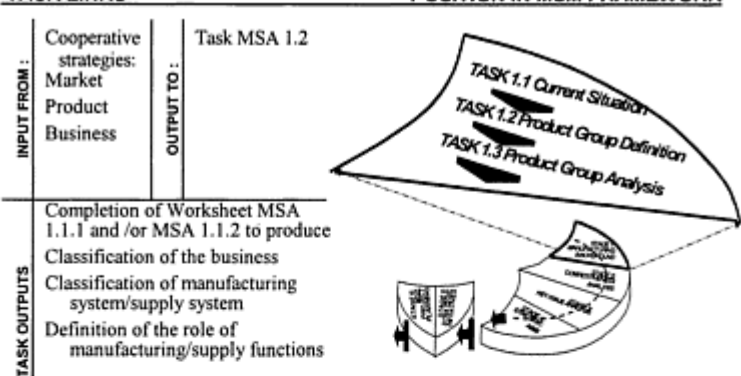 INPUT FROM :
Cooperative
strategies:
Market
Product
Business
OUTPUT TO :
Task MSA 1.2
TASK 1.1 Current Situation
TASK 1.2 Product Group Definition
TASK 1.3 Product Group Analysis
TASK OUTPUTS
Completion of Worksheet MSA
1.1.1 and /or MSA 1.1.2 to produce
Classification of the business
Classification of manufacturing
system/supply system
Definition of the role of
manufacturing/supply functions